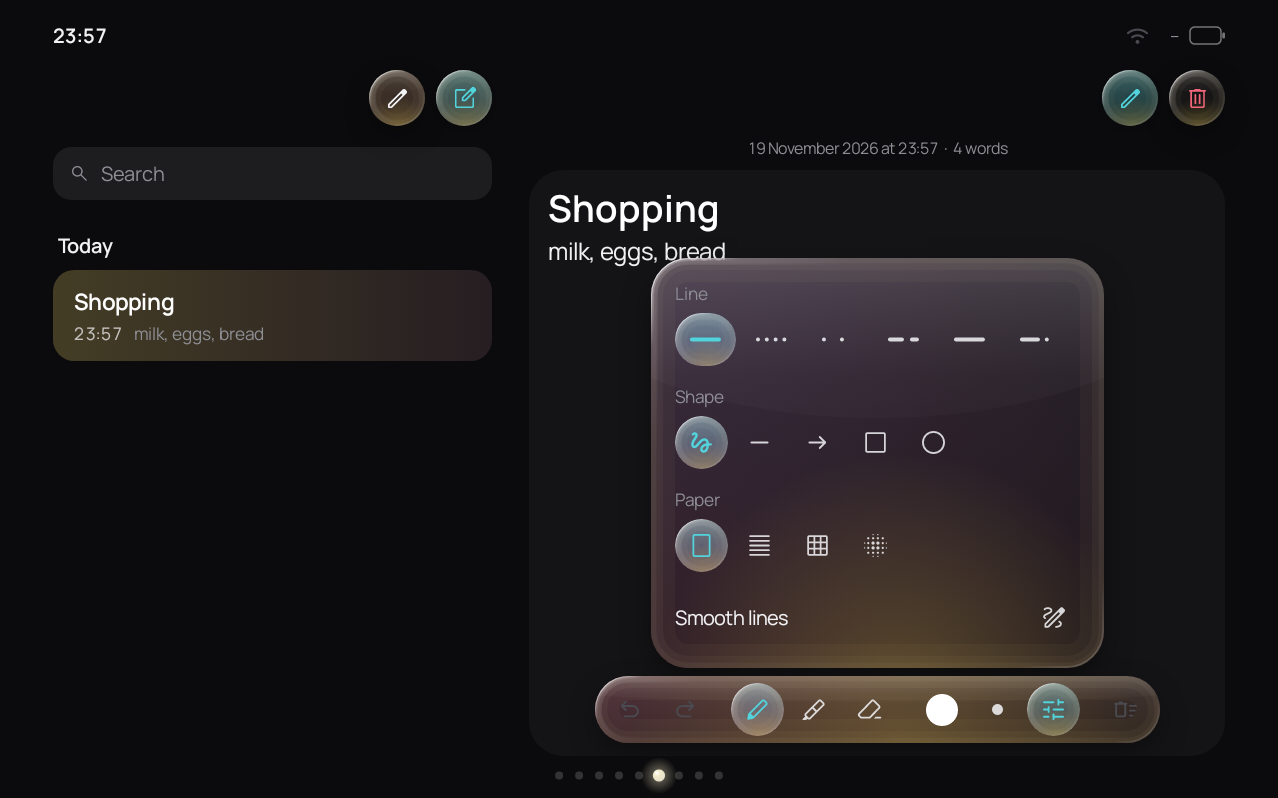 23:57
–
Search
Today
Shopping
23:57 milk, eggs, bread
19 November 2026 at 23:57 · 4 words
Shopping
milk, eggs, bread
Line
Shape
Paper
Smooth lines